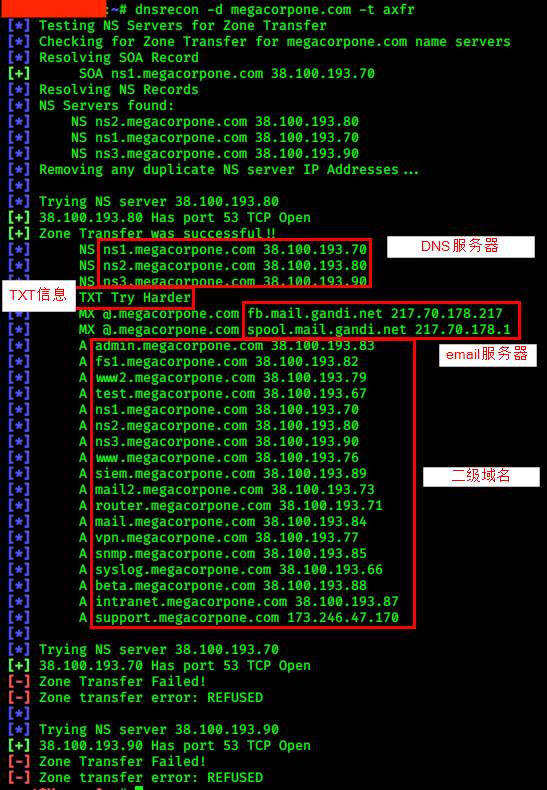 :~# dnsrecon -d megacorpone.com -t axfr
[*] Testing NS Servers for Zone Transfer
[*] Checking for Zone Transfer for megacorpone.com name servers
[*] Resolving SOA Record
[+] SOA ns1.megacorpone.com 38.100.193.70
[*] Resolving NS Records
[*] NS Servers found:
[*] NS ns2.megacorpone.com 38.100.193.80
[*] NS ns1.megacorpone.com 38.100.193.70
[*] NS ns3.megacorpone.com 38.100.193.90
[*] Removing any duplicate NS server IP Addresses...
[*]
[*] Trying NS server 38.100.193.80
[+] 38.100.193.80 Has port 53 TCP Open
[+] Zone Transfer was successful!!
[*] NS ns1.megacorpone.com 38.100.193.70
DNS服务器
[*] NS ns2.megacorpone.com 38.100.193.80
[*] NS ns3.megacorpone.com 38.100.193.90
TXT信息
TXT Try Harder
MX @.megacorpone.com fb.mail.gandi.net 217.70.178.217
[*] MX @.megacorpone.com spool.mail.gandi.net 217.70.178.1
[*] A admin.megacorpone.com 38.100.193.83
email服务器
[*] A fs1.megacorpone.com 38.100.193.82
[*] A www2.megacorpone.com 38.100.193.79
[*] A test.megacorpone.com 38.100.193.67
[*] A ns1.megacorpone.com 38.100.193.70
[*] A ns2.megacorpone.com 38.100.193.80
[*] A ns3.megacorpone.com 38.100.193.90
[*] A www.megacorpone.com 38.100.193.76
[*] A siem.megacorpone.com 38.100.193.89
二级域名
[*] A mail2.megacorpone.com 38.100.193.73
[*] A router.megacorpone.com 38.100.193.71
[*] A mail.megacorpone.com 38.100.193.84
[*] A vpn.megacorpone.com 38.100.193.77
[*] A snmp.megacorpone.com 38.100.193.85
[*] A syslog.megacorpone.com 38.100.193.66
[*] A beta.megacorpone.com 38.100.193.88
[*] A intranet.megacorpone.com 38.100.193.87
[*] A support.megacorpone.com 173.246.47.170
[*]
[*] Trying NS server 38.100.193.70
[+] 38.100.193.70 Has port 53 TCP Open
[-] Zone Transfer Failed!
[-] Zone transfer error: REFUSED
[*]
[*] Trying NS server 38.100.193.90
[+] 38.100.193.90 Has port 53 TCP Open
[-] Zone Transfer Failed!
[-] Zone transfer error: REFUSED